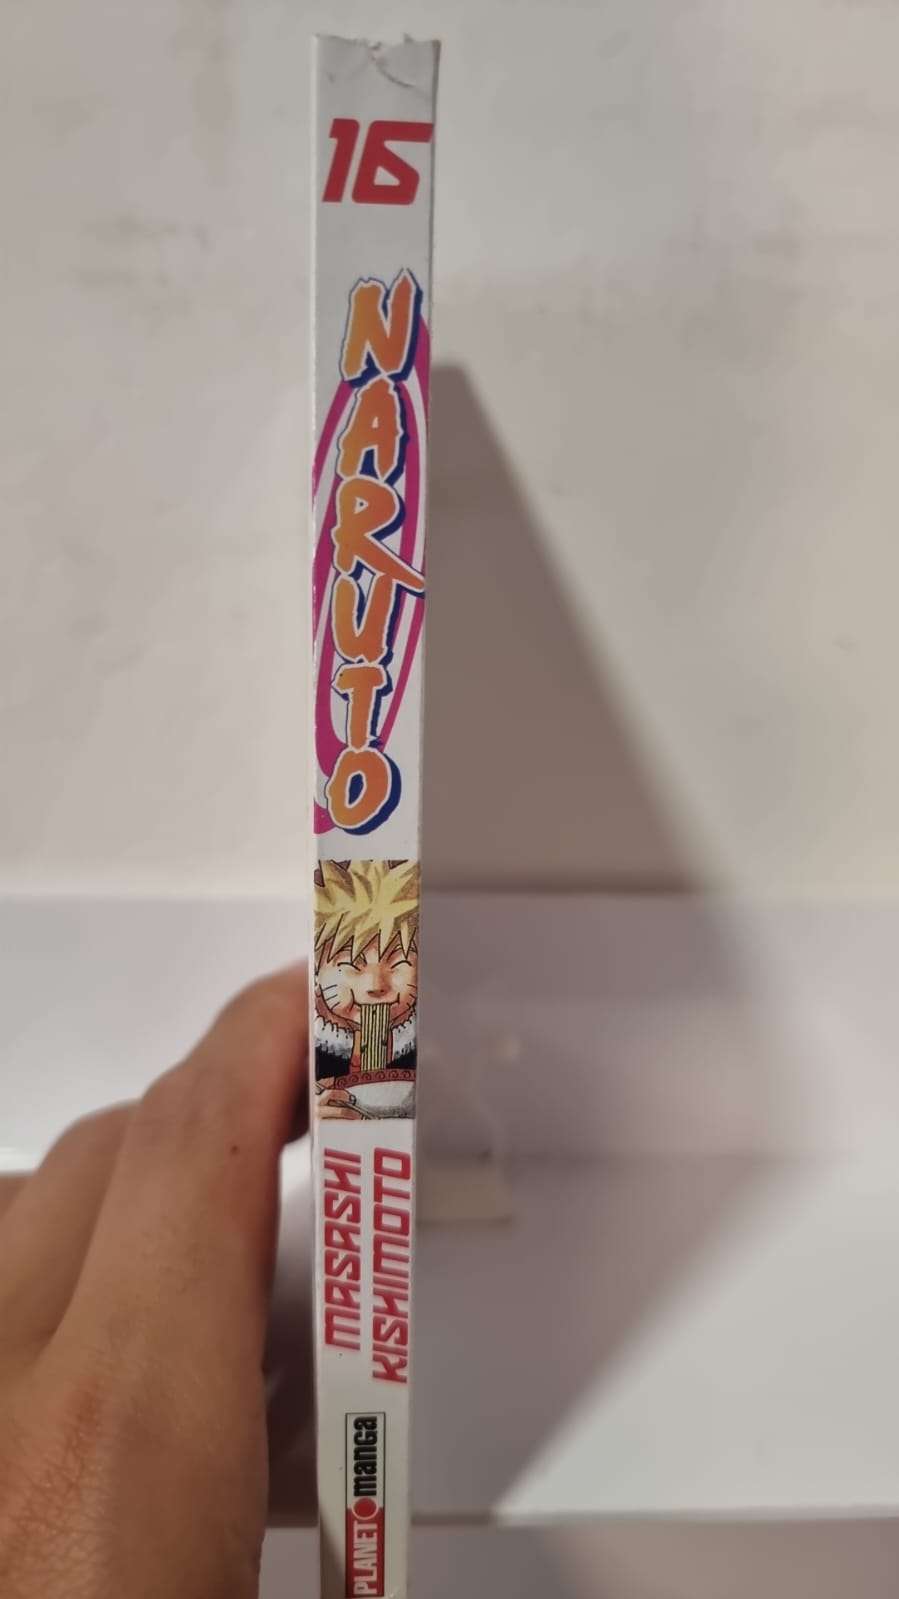 16
NARUTO
MASASHI
KISHIMOTO
PLANET manga